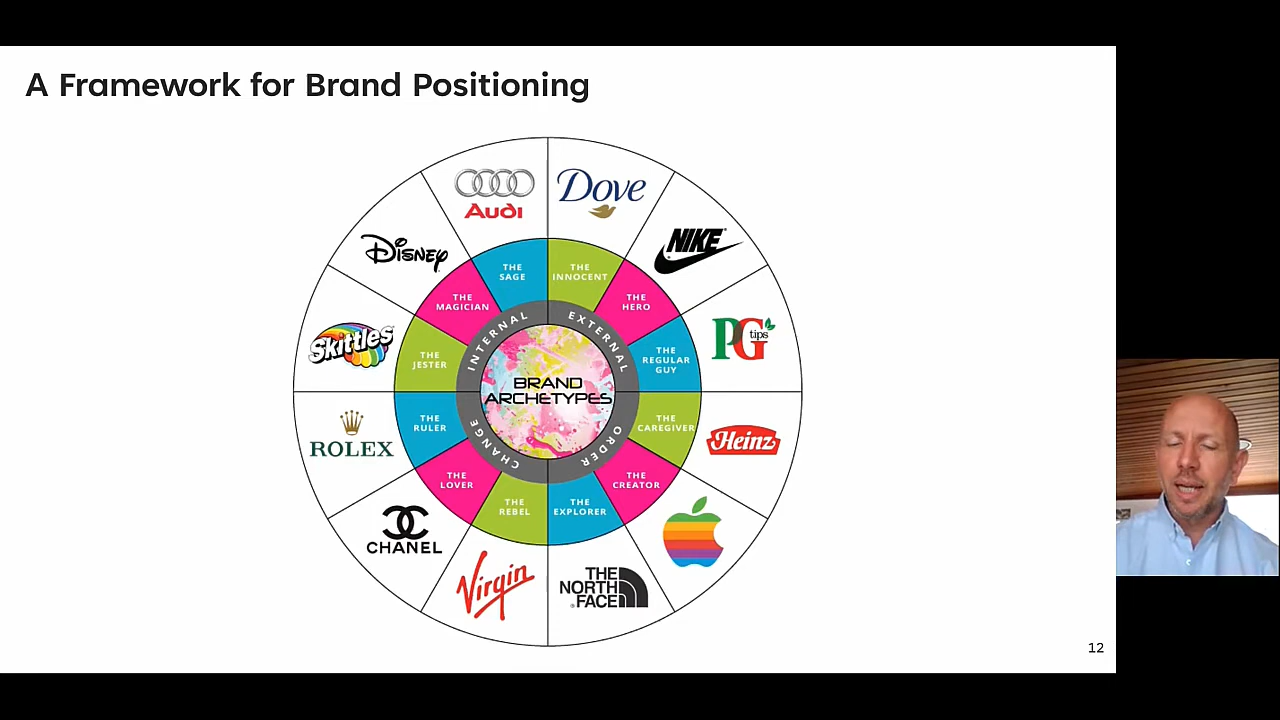 A Framework for Brand Positioning
Audi
Dove
Disney
NIKE
THE
SAGE
THE
INNOCENT
THE
MAGICIAN
THE
HERO
INTERNAL
EXTERNAL
Skittles
THE
JESTER
THE
REGULAR
GUY
PG
tips
BRAND
ARCHETYPES
ROLEX
THE
RULER
THE
CAREGIVER
Heinz
CHANGE
ORDER
THE
LOVER
THE
CREATOR
THE
REBEL
THE
EXPLORER
CHANEL
Virgin
THE
NORTH
FACE
12